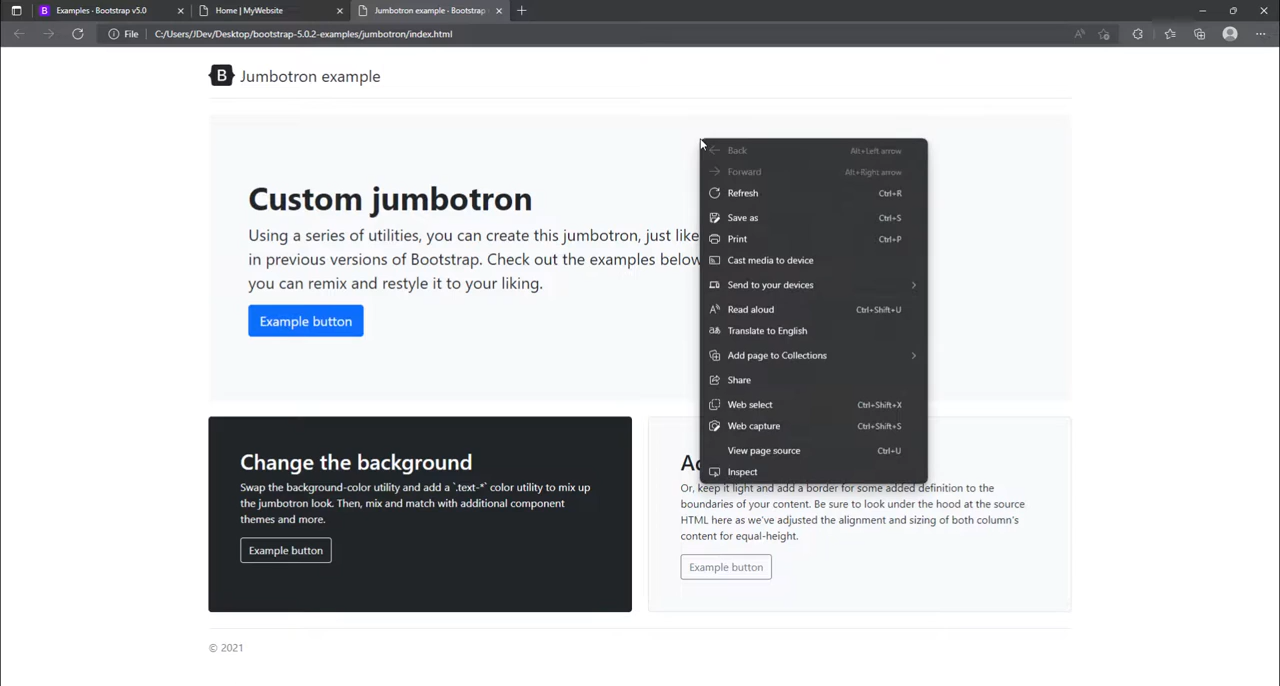 Examples · Bootstrap v5.0
Home | MyWebsite
Jumbotron example · Bootstrap
File
C:/Users/JDev/Desktop/bootstrap-5.0.2-examples/jumbotron/index.html
B Jumbotron example
Custom jumbotron
Using a series of utilities, you can create this jumbotron, just like
in previous versions of Bootstrap. Check out the examples below
you can remix and restyle it to your liking.
Example button
Back Alt+Left arrow
Forward Alt+Right arrow
Refresh Ctrl+R
Save as Ctrl+S
Print Ctrl+P
Cast media to device
Send to your devices
Read aloud Ctrl+Shift+U
Translate to English
Add page to Collections
Share
Web select Ctrl+Shift+X
Web capture Ctrl+Shift+S
View page source Ctrl+U
Inspect
Change the background
Swap the background-color utility and add a `.text-*` color utility to mix up
the jumbotron look. Then, mix and match with additional component
themes and more.
Example button
Or, keep it light and add a border for some added definition to the
boundaries of your content. Be sure to look under the hood at the source
HTML here as we've adjusted the alignment and sizing of both column's
content for equal-height.
Example button
© 2021